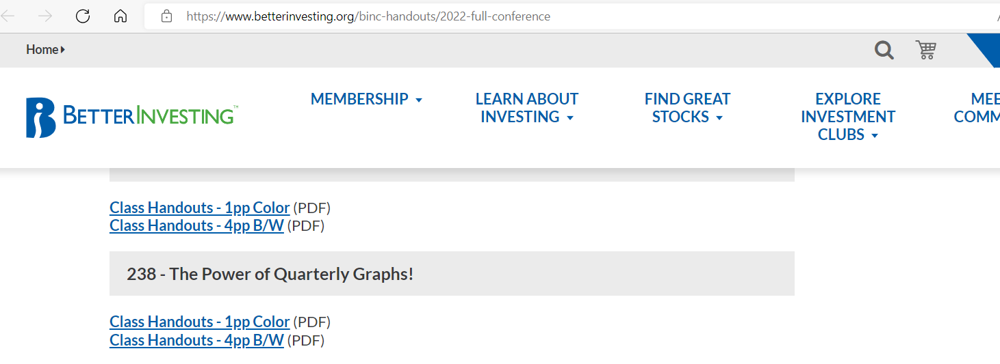 https://www.betterinvesting.org/binc-handouts/2022-full-conference
Home
BETTERINVESTING™
MEMBERSHIP
LEARN ABOUT
INVESTING
FIND GREAT
STOCKS
EXPLORE
INVESTMENT
CLUBS
MEE
COMM
Class Handouts - 1pp Color (PDF)
Class Handouts - 4pp B/W (PDF)
238 - The Power of Quarterly Graphs!
Class Handouts - 1pp Color (PDF)
Class Handouts - 4pp B/W (PDF)